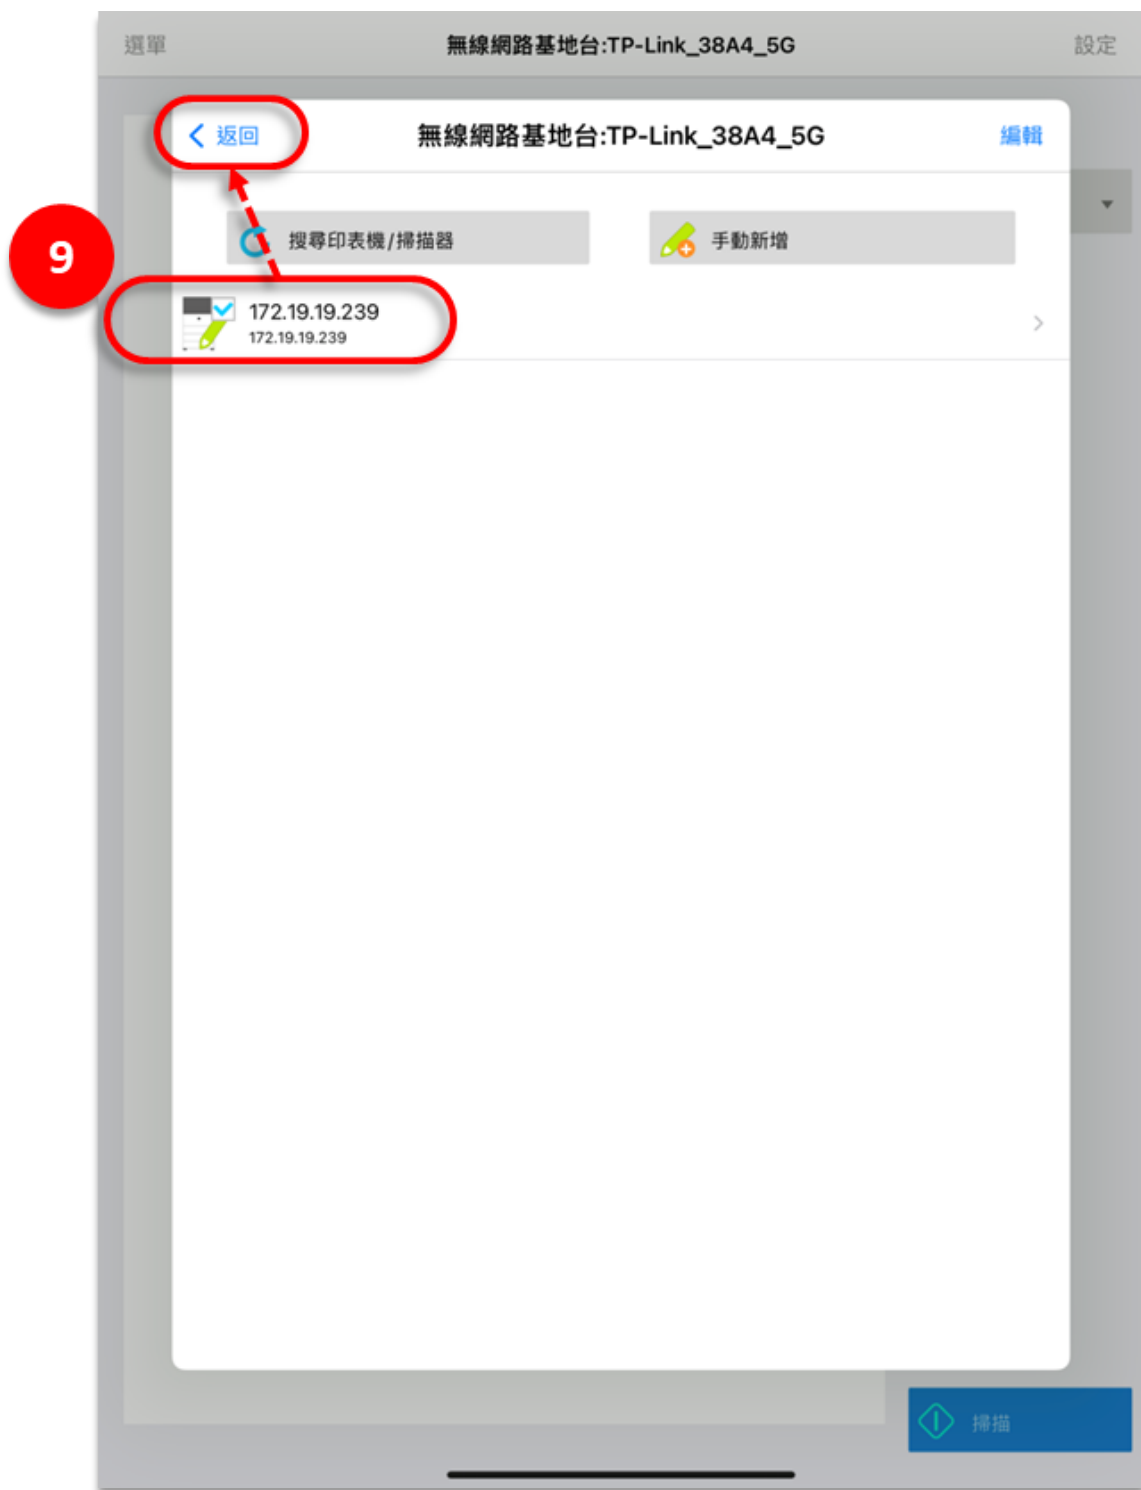 選單
無線網路基地台:TP-Link_38A4_5G
設定
返回
無線網路基地台:TP-Link_38A4_5G
編輯
9
搜尋印表機/掃描器
手動新增
172.19.19.239
172.19.19.239
掃描